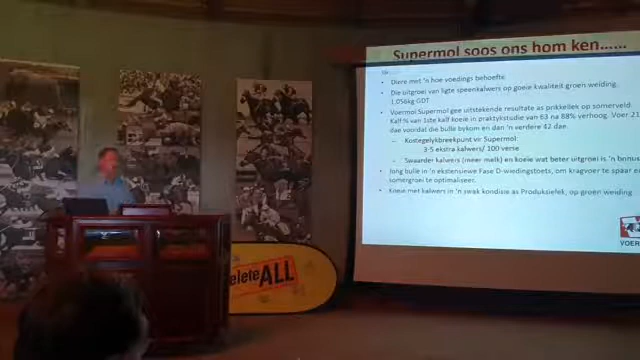 Supermol soos ons hom ken......
Diere met 'n hoe voedings behoefte
Die uitgroei van ligte speenkalwers op goeie kwaliteit groen weiding.
1,056kg GDT
Voermol Supermol gee uitstekende resultate as prikkellek op somerveld.
Kalf % van 1ste kalf koeie in praktykstudie van 63 na 88% verhoog. Voer 21
dae voordat die bulle bykom en dan 'n verdere 42 dae.
Kostegelykbreekpunt vir Supermol:
3-5 ekstra kalwers/ 100 verse
Swaarder kalwers (meer melk) en koeie wat beter uitgroei is 'n bonus
Jong bulle in 'n ekstensiewe Fase D-weidingstoets, om kragvoer te spaar en
somergroei te optimaliseer.
Koeie met kalwers in 'n swak kondisie as Produksielek, op groen weiding
VOER
eleteALL